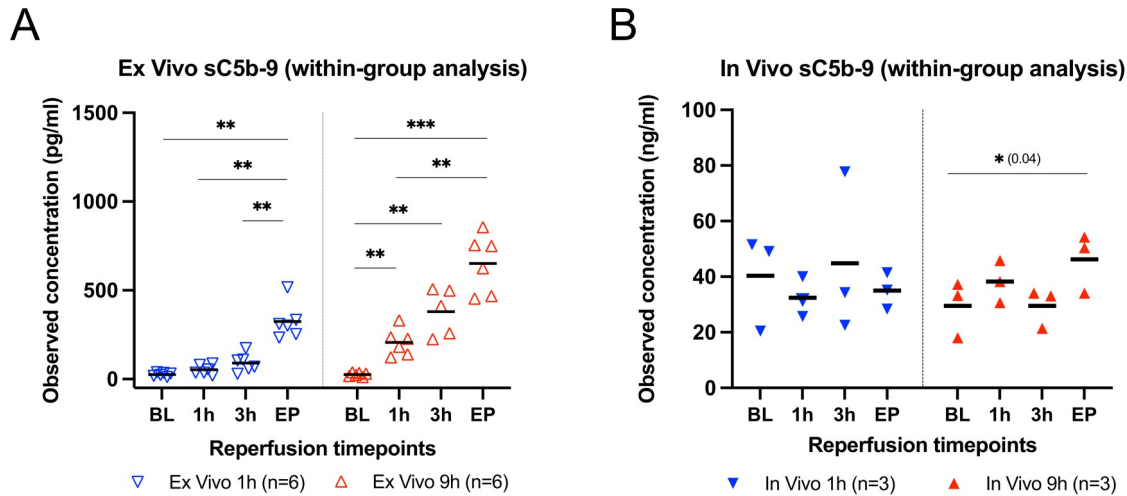 A
B
Ex Vivo sC5b-9 (within-group analysis)
In Vivo sC5b-9 (within-group analysis)
Observed concentration (pg/ml)
1500
1000
500
0
**
**
**
***
**
**
**
BL 1h 3h EP BL 1h 3h EP
Reperfusion timepoints
Ex Vivo 1h (n=6) Ex Vivo 9h (n=6)
Observed concentration (ng/ml)
100
80
60
40
20
0
* (0.04)
BL 1h 3h EP BL 1h 3h EP
Reperfusion timepoints
In Vivo 1h (n=3) In Vivo 9h (n=3)